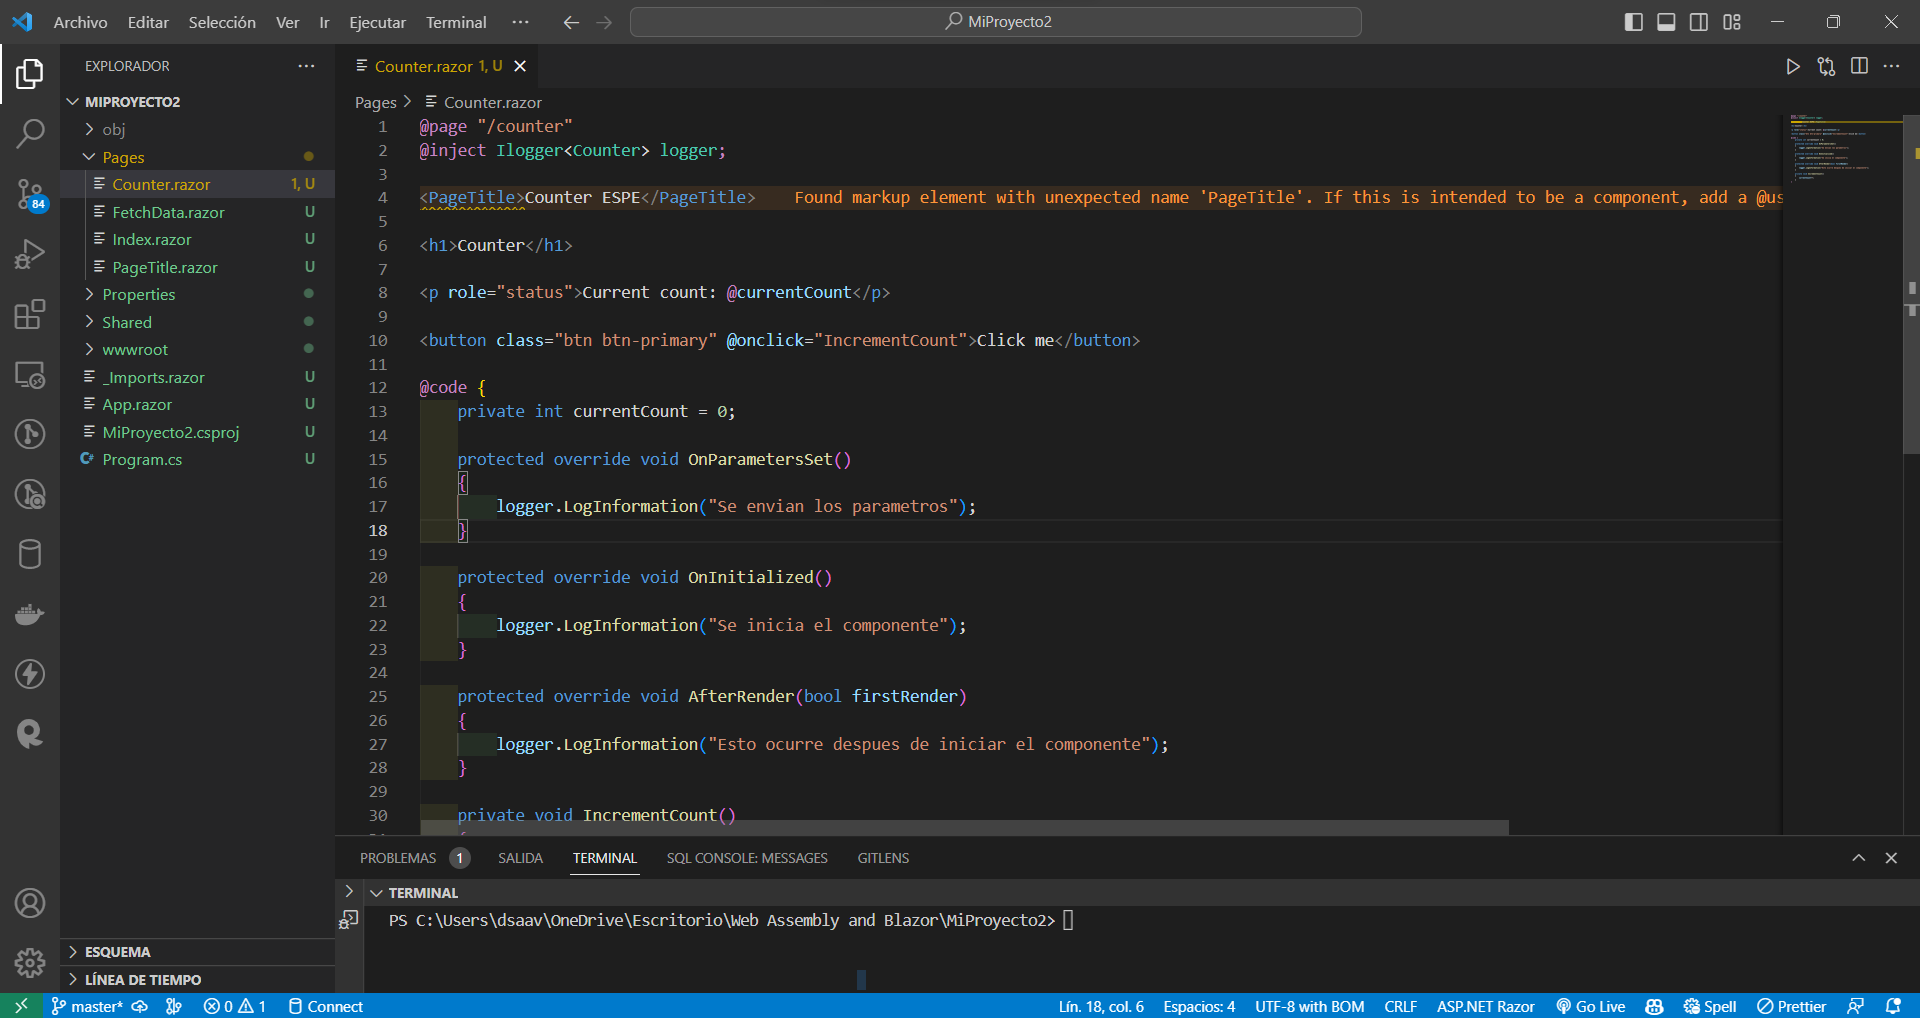 Archivo Editar Selección Ver Ir Ejecutar Terminal ··· MiProyecto2
EXPLORADOR ···
MIPROYECTO2
obj
Pages
Counter.razor 1, U
FetchData.razor U
Index.razor U
PageTitle.razor U
Properties
Shared
wwwroot
_Imports.razor U
App.razor U
MiProyecto2.csproj U
C# Program.cs U
84
ESQUEMA
LÍNEA DE TIEMPO
Counter.razor 1, U
Pages > Counter.razor
1 @page "/counter"
2 @inject Ilogger<Counter> logger;
3
4 <PageTitle>Counter ESPE</PageTitle> Found markup element with unexpected name 'PageTitle'. If this is intended to be a component, add a @us
5
6 <h1>Counter</h1>
7
8 <p role="status">Current count: @currentCount</p>
9
10 <button class="btn btn-primary" @onclick="IncrementCount">Click me</button>
11
12 @code {
13 private int currentCount = 0;
14
15 protected override void OnParametersSet()
16 {
17 logger.LogInformation("Se envian los parametros");
18 }
19
20 protected override void OnInitialized()
21 {
22 logger.LogInformation("Se inicia el componente");
23 }
24
25 protected override void AfterRender(bool firstRender)
26 {
27 logger.LogInformation("Esto ocurre despues de iniciar el componente");
28 }
29
30 private void IncrementCount()
PROBLEMAS 1 SALIDA TERMINAL SQL CONSOLE: MESSAGES GITLENS
TERMINAL
PS C:\Users\dsaav\OneDrive\Escritorio\Web Assembly and Blazor\MiProyecto2>
master* 0 1 Connect Lín. 18, col. 6 Espacios: 4 UTF-8 with BOM CRLF ASP.NET Razor Go Live Spell Prettier